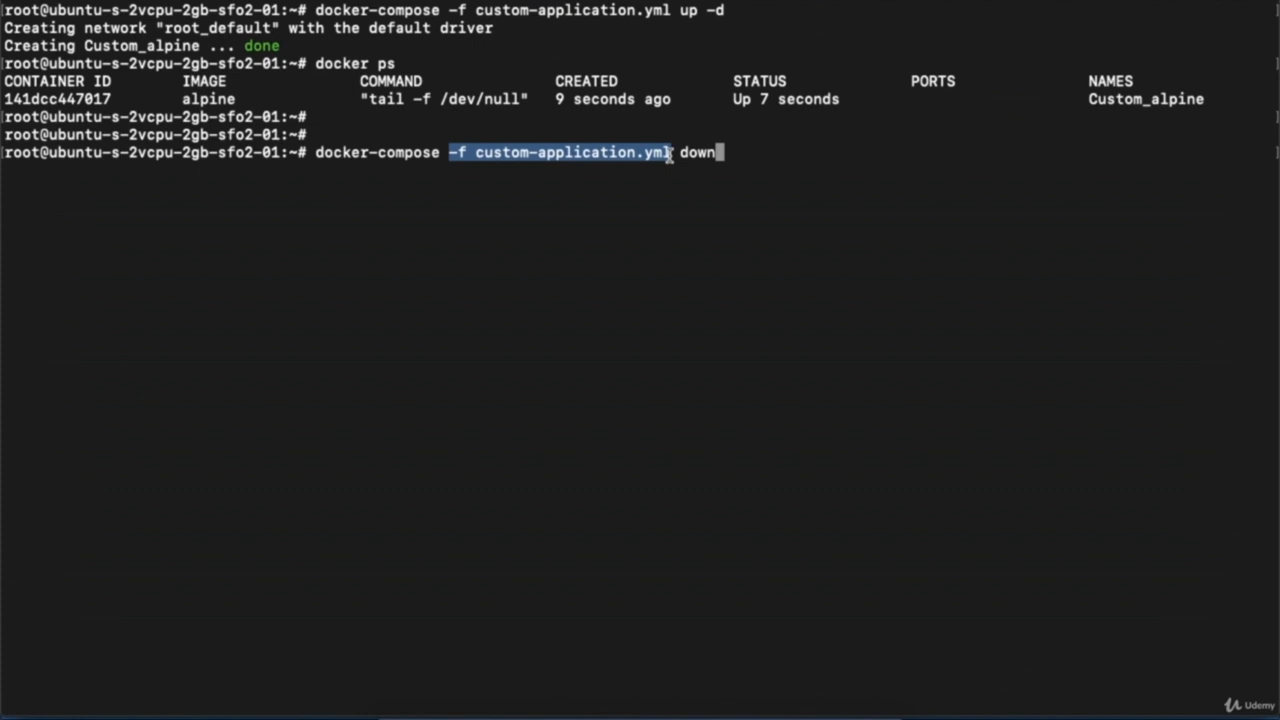 root@ubuntu-s-2vcpu-2gb-sfo2-01:~# docker-compose -f custom-application.yml up -d
Creating network "root_default" with the default driver
Creating Custom_alpine ... done
root@ubuntu-s-2vcpu-2gb-sfo2-01:~# docker ps
CONTAINER ID IMAGE COMMAND CREATED STATUS PORTS NAMES
141dcc447017 alpine "tail -f /dev/null" 9 seconds ago Up 7 seconds Custom_alpine
root@ubuntu-s-2vcpu-2gb-sfo2-01:~#
root@ubuntu-s-2vcpu-2gb-sfo2-01:~#
root@ubuntu-s-2vcpu-2gb-sfo2-01:~# docker-compose -f custom-application.yml down
Udemy